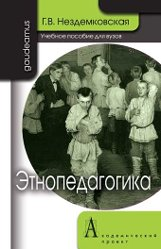 gaudeamus
Г.В. Нездемковская
Учебное пособие для вузов
Этнопедагогика
Академический
проект